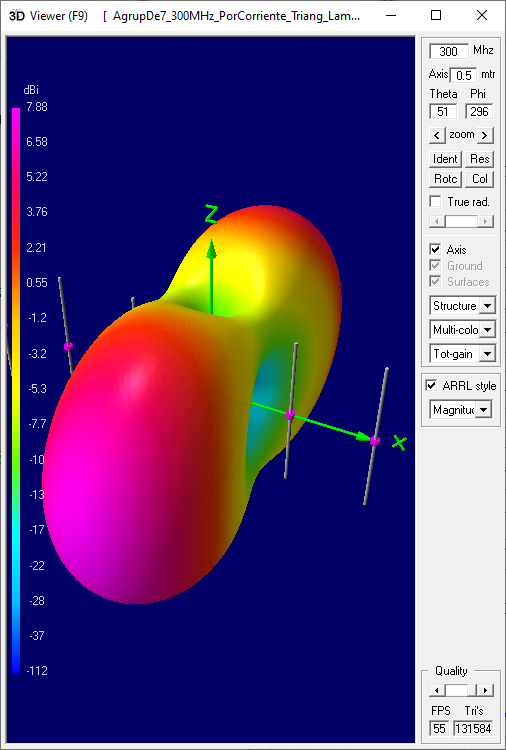 3D Viewer (F9) [ AgrupDe7_300MHz_PorCorriente_Triang_Lam...
300 Mhz
Axis 0.5 mtr
Theta Phi
51 296
< zoom >
Ident Res
Rotc Col
True rad.
Axis
Ground
Surfaces
Structure
Multi-colo
Tot-gain
ARRL style
Magnitud
Quality
FPS Tri's
55 131584
dBi
7.88
6.58
5.22
3.76
2.21
0.55
-1.2
-3.2
-5.3
-7.7
-10
-13
-17
-22
-28
-37
-112
Z
X